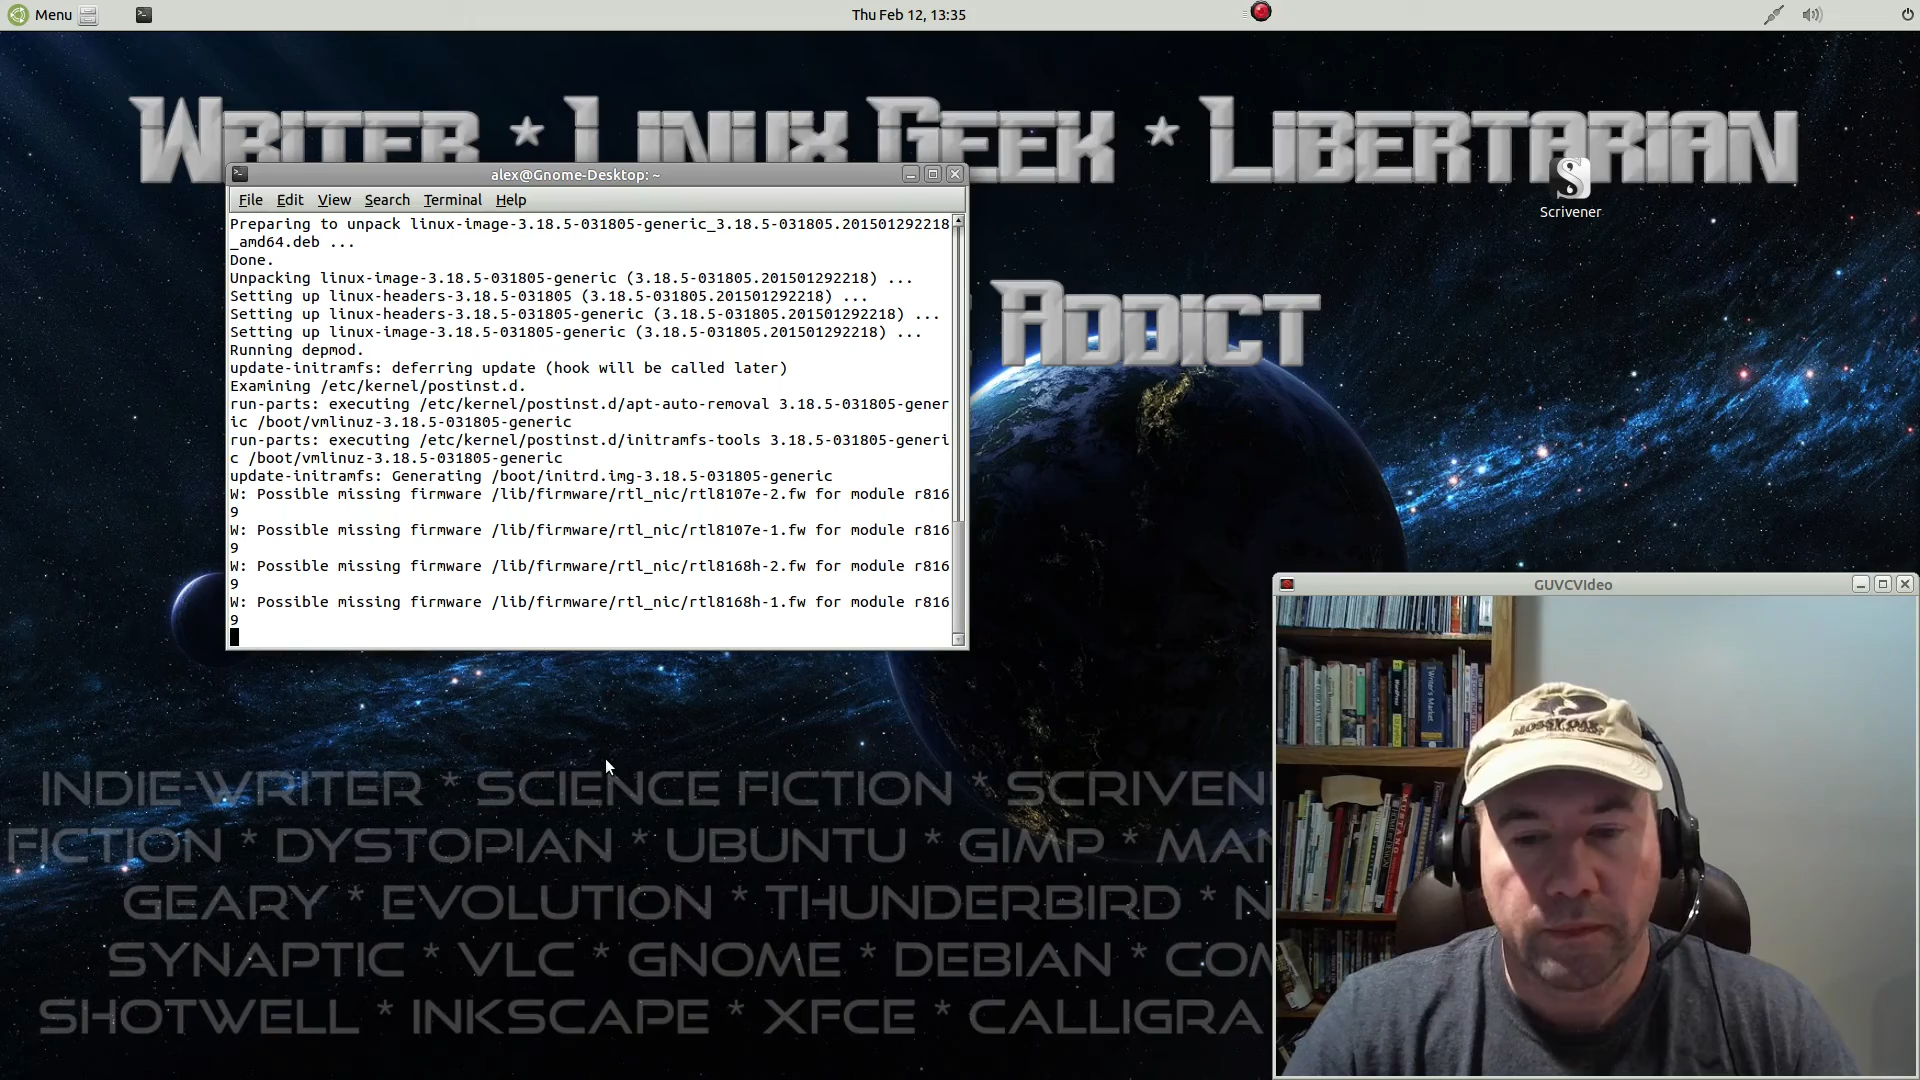 Menu
Thu Feb 12, 13:35
WRITER * LINUX GEEK * LIBERTARIAN
ADDICT
Scrivener
alex@Gnome-Desktop: ~
File Edit View Search Terminal Help
Preparing to unpack linux-image-3.18.5-031805-generic_3.18.5-031805.201501292218
_amd64.deb ...
Done.
Unpacking linux-image-3.18.5-031805-generic (3.18.5-031805.201501292218) ...
Setting up linux-headers-3.18.5-031805 (3.18.5-031805.201501292218) ...
Setting up linux-headers-3.18.5-031805-generic (3.18.5-031805.201501292218) ...
Setting up linux-image-3.18.5-031805-generic (3.18.5-031805.201501292218) ...
Running depmod.
update-initramfs: deferring update (hook will be called later)
Examining /etc/kernel/postinst.d.
run-parts: executing /etc/kernel/postinst.d/apt-auto-removal 3.18.5-031805-gener
ic /boot/vmlinuz-3.18.5-031805-generic
run-parts: executing /etc/kernel/postinst.d/initramfs-tools 3.18.5-031805-generi
c /boot/vmlinuz-3.18.5-031805-generic
update-initramfs: Generating /boot/initrd.img-3.18.5-031805-generic
W: Possible missing firmware /lib/firmware/rtl_nic/rtl8107e-2.fw for module r816
9
W: Possible missing firmware /lib/firmware/rtl_nic/rtl8107e-1.fw for module r816
9
W: Possible missing firmware /lib/firmware/rtl_nic/rtl8168h-2.fw for module r816
9
W: Possible missing firmware /lib/firmware/rtl_nic/rtl8168h-1.fw for module r816
9
GUVCVIdeo
Writer's Market
MUSTANG
MOSSY OAK
INDIE-WRITER * SCIENCE FICTION * SCRIVENE
FICTION * DYSTOPIAN * UBUNTU * GIMP * MAN
GEARY * EVOLUTION * THUNDERBIRD * N
SYNAPTIC * VLC * GNOME * DEBIAN * CO
SHOTWELL * INKSCAPE * XFCE * CALLIGRA